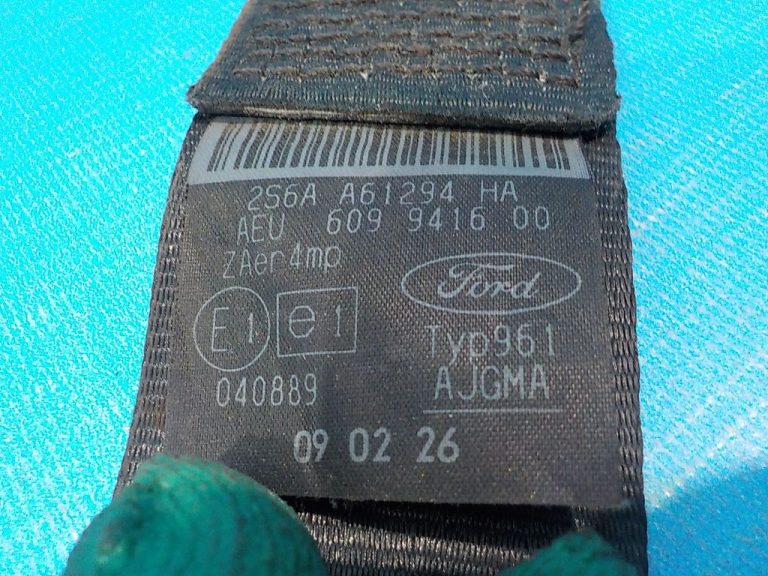 2S6A A61294 HA
AEU 609 9416 00
ZAer4mp
Ford
E1 e1
Typ961
040889
AJGMA
09 02 26